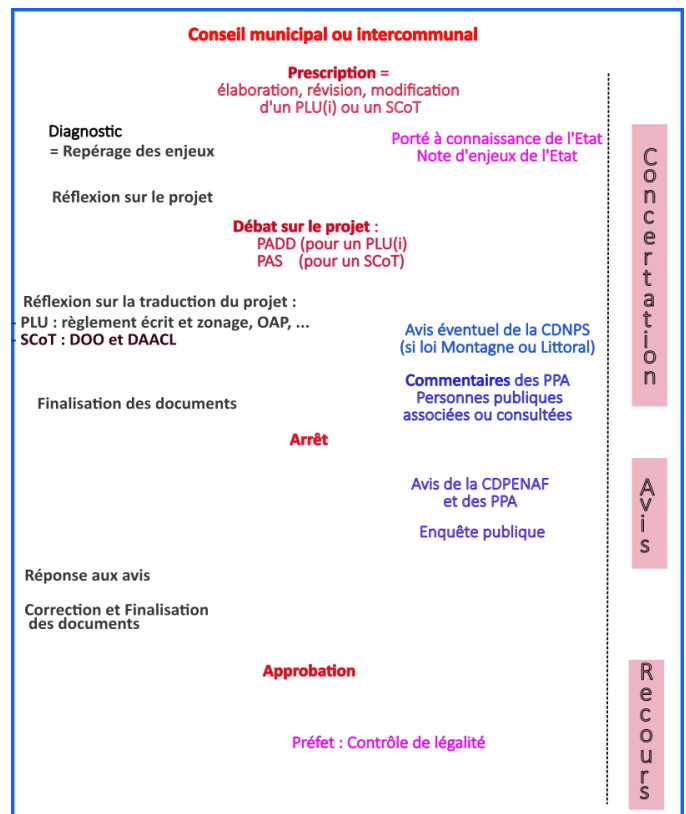 Conseil municipal ou intercommunal
Prescription =
élaboration, révision, modification
d'un PLU(i) ou un SCoT
Diagnostic
= Repérage des enjeux
Porté à connaissance de l'Etat
Note d'enjeux de l'Etat
Réflexion sur le projet
Débat sur le projet :
PADD (pour un PLU(i)
PAS (pour un SCoT)
Réflexion sur la traduction du projet :
- PLU : règlement écrit et zonage, OAP, ...
- SCoT : DOO et DAACL
Avis éventuel de la CDNPS
(si loi Montagne ou Littoral)
Commentaires des PPA
Personnes publiques
associées ou consultées
Finalisation des documents
Concertation
Arrêt
Avis de la CDPENAF
et des PPA
Enquête publique
Avis
Réponse aux avis
Correction et Finalisation
des documents
Approbation
Préfet : Contrôle de légalité
Recours